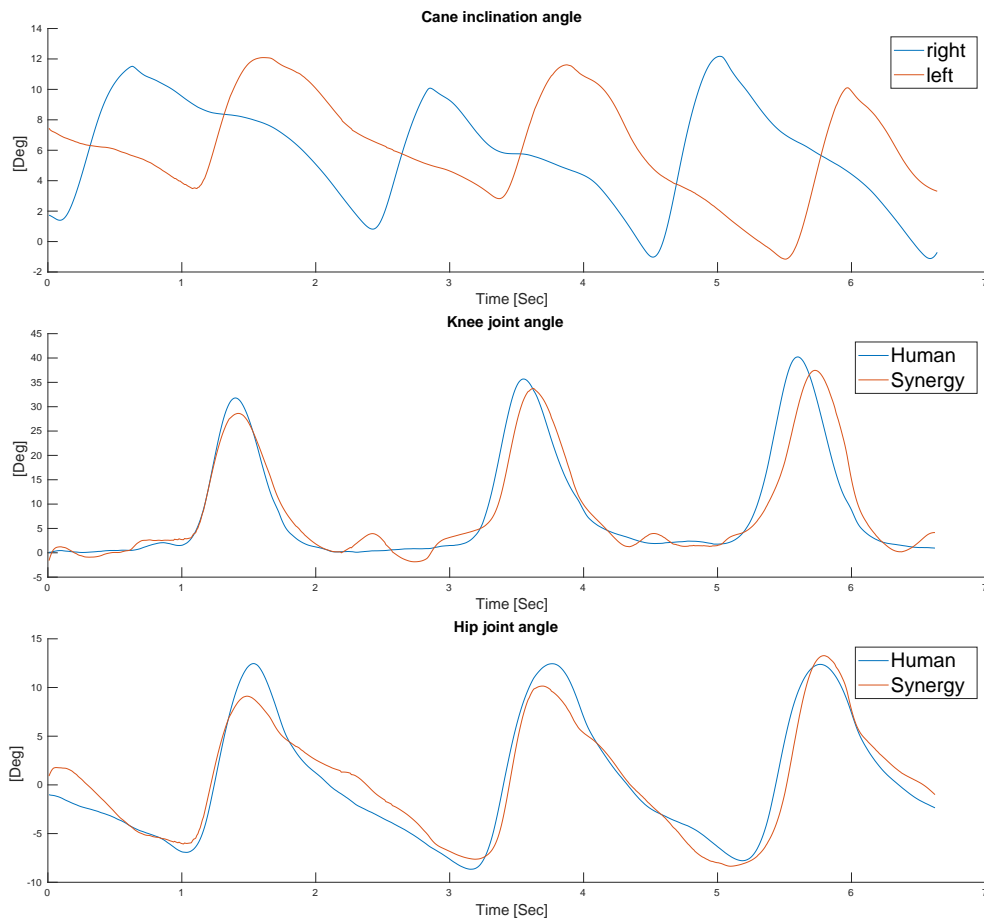 Cane inclination angle
14
12
10
8
6
4
2
0
-2
[Deg]
right
left
0 1 2 3 4 5 6 7
Time [Sec]
Knee joint angle
45
40
35
30
25
20
15
10
5
0
-5
[Deg]
Human
Synergy
0 1 2 3 4 5 6 7
Time [Sec]
Hip joint angle
15
10
5
0
-5
-10
[Deg]
Human
Synergy
0 1 2 3 4 5 6 7
Time [Sec]